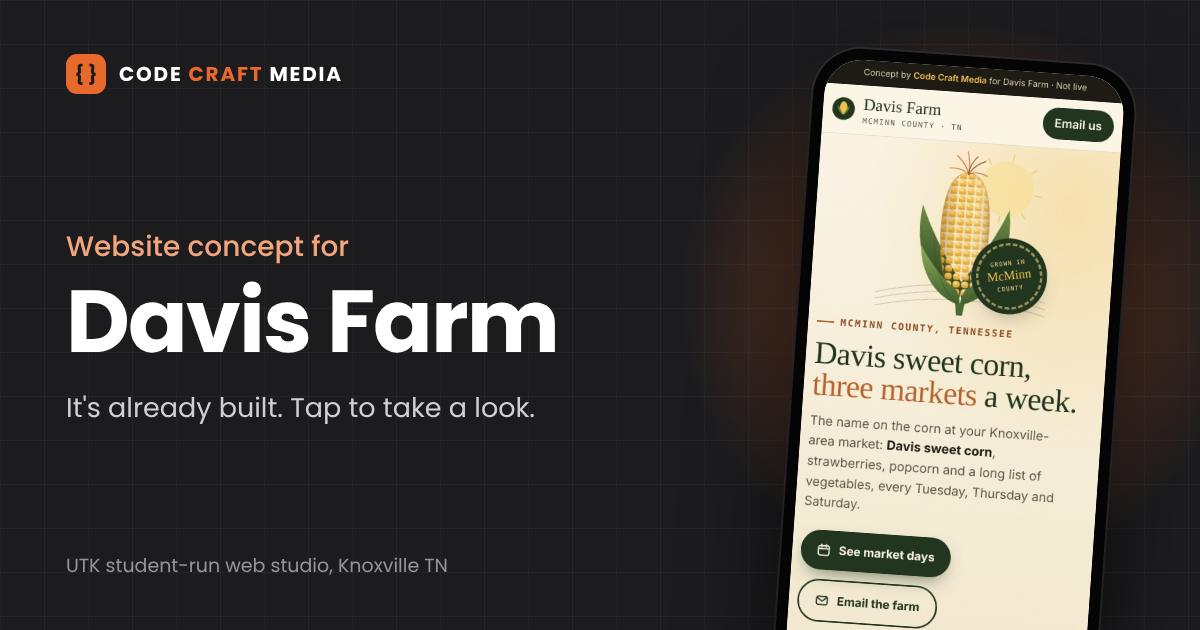 { } CODE CRAFT MEDIA
Website concept for
Davis Farm
It's already built. Tap to take a look.
UTK student-run web studio, Knoxville TN
Concept by Code Craft Media for Davis Farm · Not live
Davis Farm
MCMINN COUNTY · TN
Email us
GROWN IN
McMinn
COUNTY
MCMINN COUNTY, TENNESSEE
Davis sweet corn,
three markets a week.
The name on the corn at your Knoxville-
area market: Davis sweet corn,
strawberries, popcorn and a long list of
vegetables, every Tuesday, Thursday and
Saturday.
See market days
Email the farm